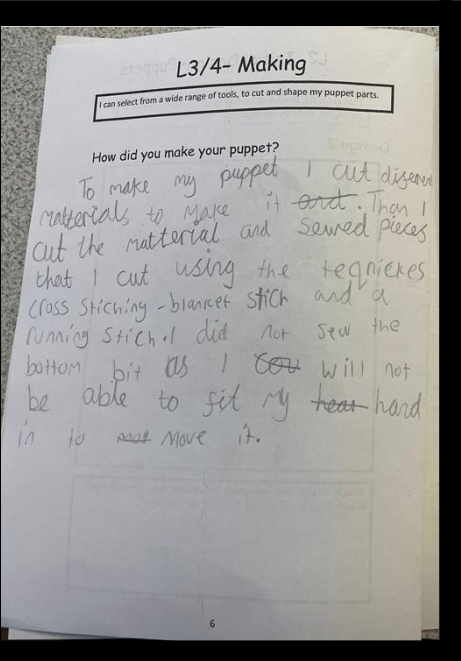 L3/4- Making
I can select from a wide range of tools, to cut and shape my puppet parts.
How did you make your puppet?
To make my puppet I cut diserent
matterials to make it and. Than I
cut the matterial and sewed pieces
that I cut using the teqniekes
cross stiching - blancet stich and a
running stich. I did not sew the
bottom bit as I cou will not
be able to fit my hand
in to move it.
6